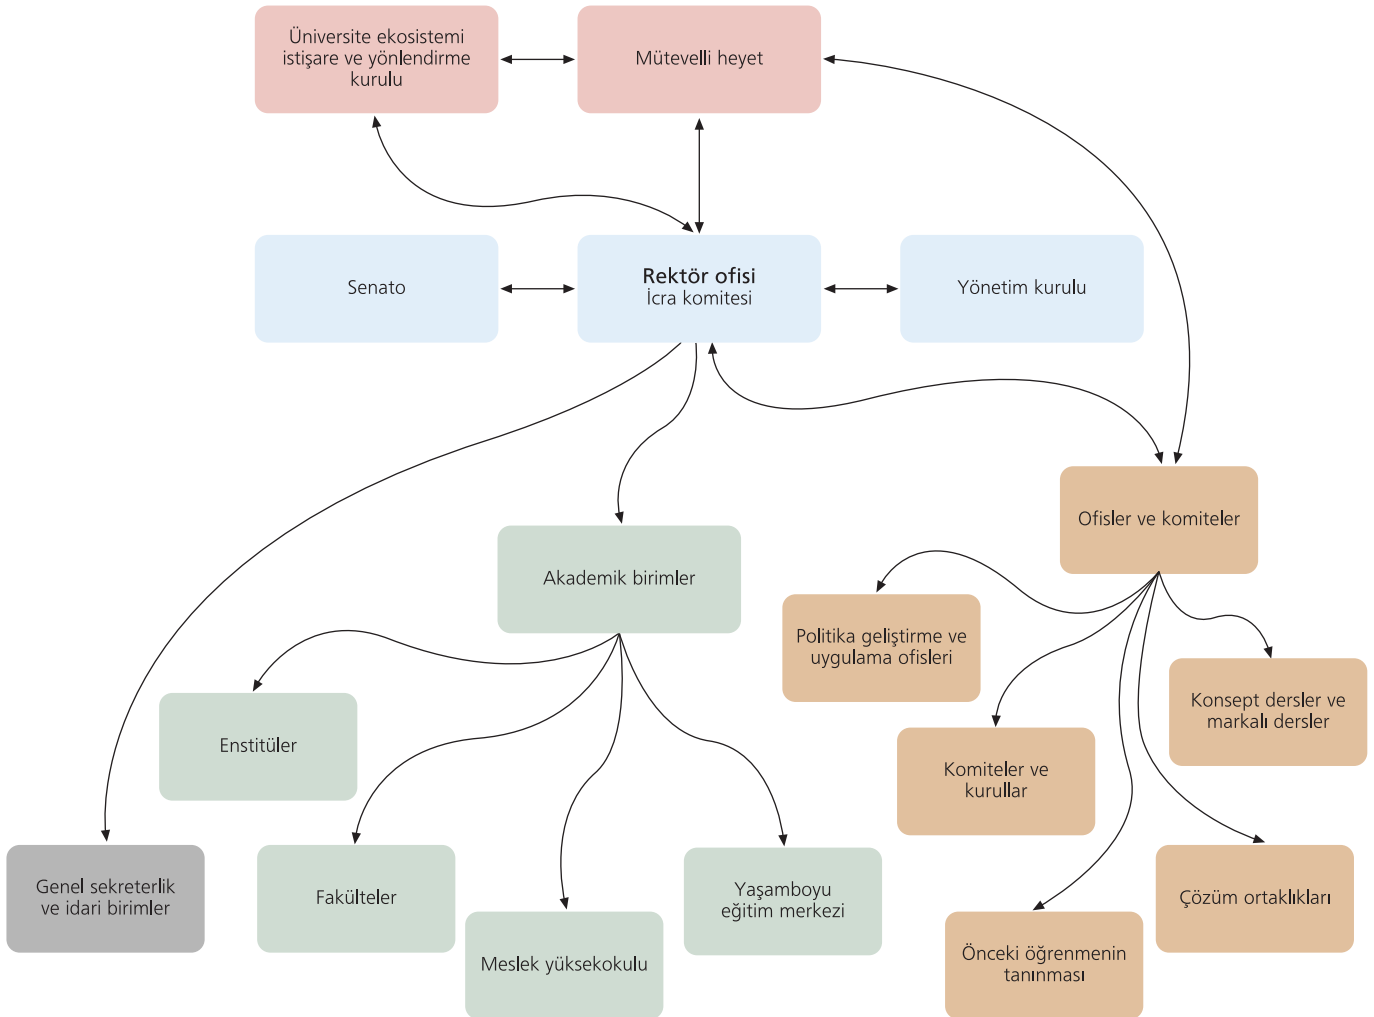 Üniversite ekosistemi
istişare ve yönlendirme
kurulu
Mütevelli heyet
Senato
Rektör ofisi
İcra komitesi
Yönetim kurulu
Ofisler ve komiteler
Akademik birimler
Politika geliştirme ve
uygulama ofisleri
Konsept dersler ve
markalı dersler
Enstitüler
Komiteler ve
kurullar
Genel sekreterlik
ve idari birimler
Fakülteler
Yaşamboyu
eğitim merkezi
Çözüm ortaklıkları
Meslek yüksekokulu
Önceki öğrenmenin
tanınması